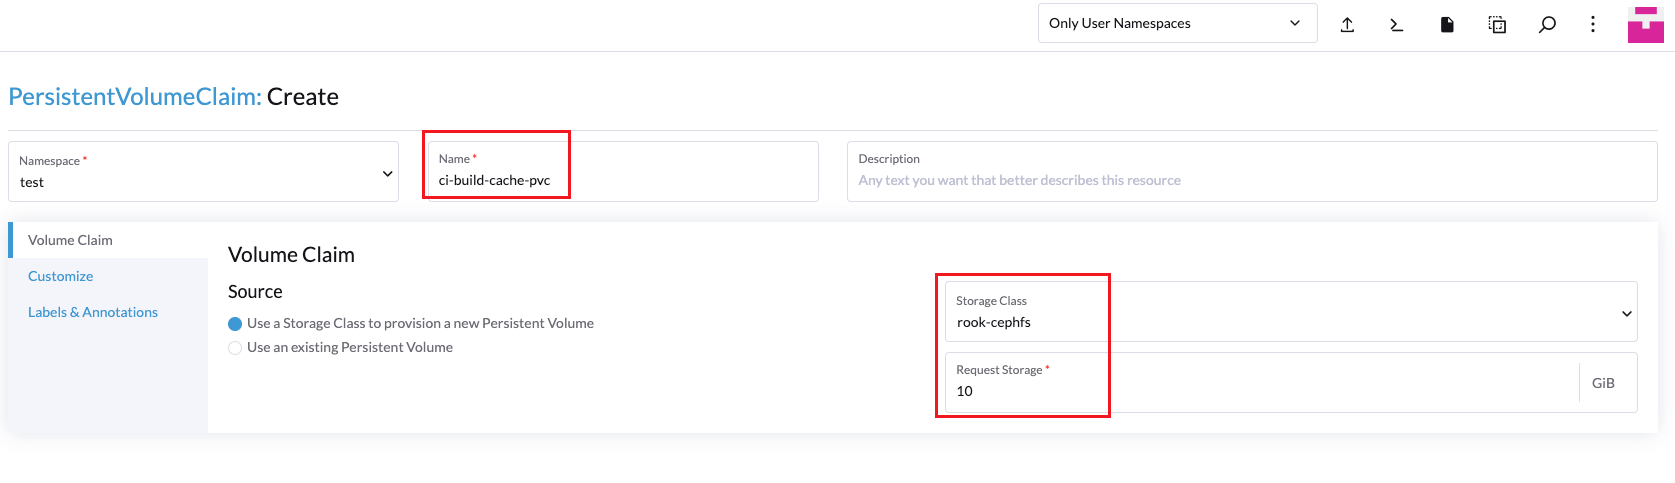 Only User Namespaces
PersistentVolumeClaim: Create
Namespace *
test
Name *
ci-build-cache-pvc
Description
Any text you want that better describes this resource
Volume Claim
Customize
Labels & Annotations
Volume Claim
Source
Use a Storage Class to provision a new Persistent Volume
Use an existing Persistent Volume
Storage Class
rook-cephfs
Request Storage *
10
GiB